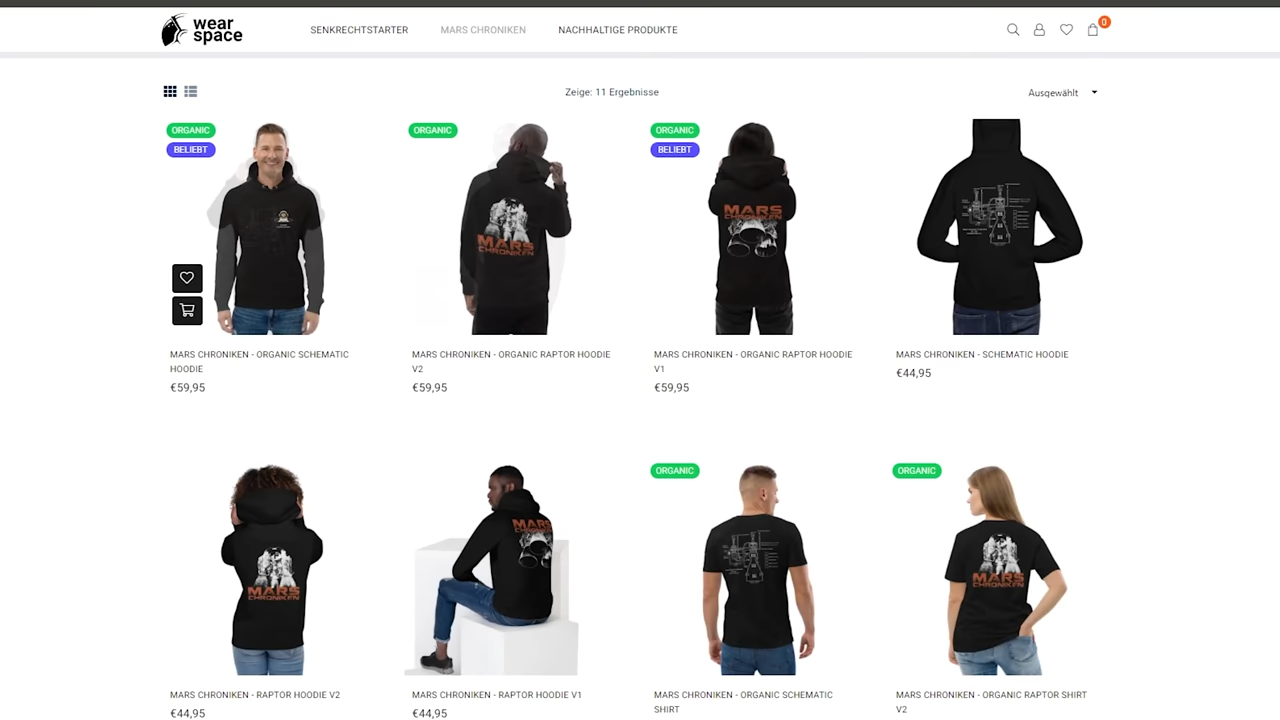 wear
space
SENKRECHTSTARTER
MARS CHRONIKEN
NACHHALTIGE PRODUKTE
0
Zeige: 11 Ergebnisse
Ausgewählt
ORGANIC
BELIEBT
ORGANIC
MARS
CHRONIKEN
ORGANIC
BELIEBT
MARS
CHRONIKEN
MARS CHRONIKEN - ORGANIC SCHEMATIC
HOODIE
€59,95
MARS CHRONIKEN - ORGANIC RAPTOR HOODIE
V2
€59,95
MARS CHRONIKEN - ORGANIC RAPTOR HOODIE
V1
€59,95
MARS CHRONIKEN - SCHEMATIC HOODIE
€44,95
MARS
CHRONIKEN
MARS
CHRONIKEN
ORGANIC
ORGANIC
MARS
CHRONIKEN
MARS CHRONIKEN - RAPTOR HOODIE V2
€44,95
MARS CHRONIKEN - RAPTOR HOODIE V1
€44,95
MARS CHRONIKEN - ORGANIC SCHEMATIC
SHIRT
MARS CHRONIKEN - ORGANIC RAPTOR SHIRT
V2